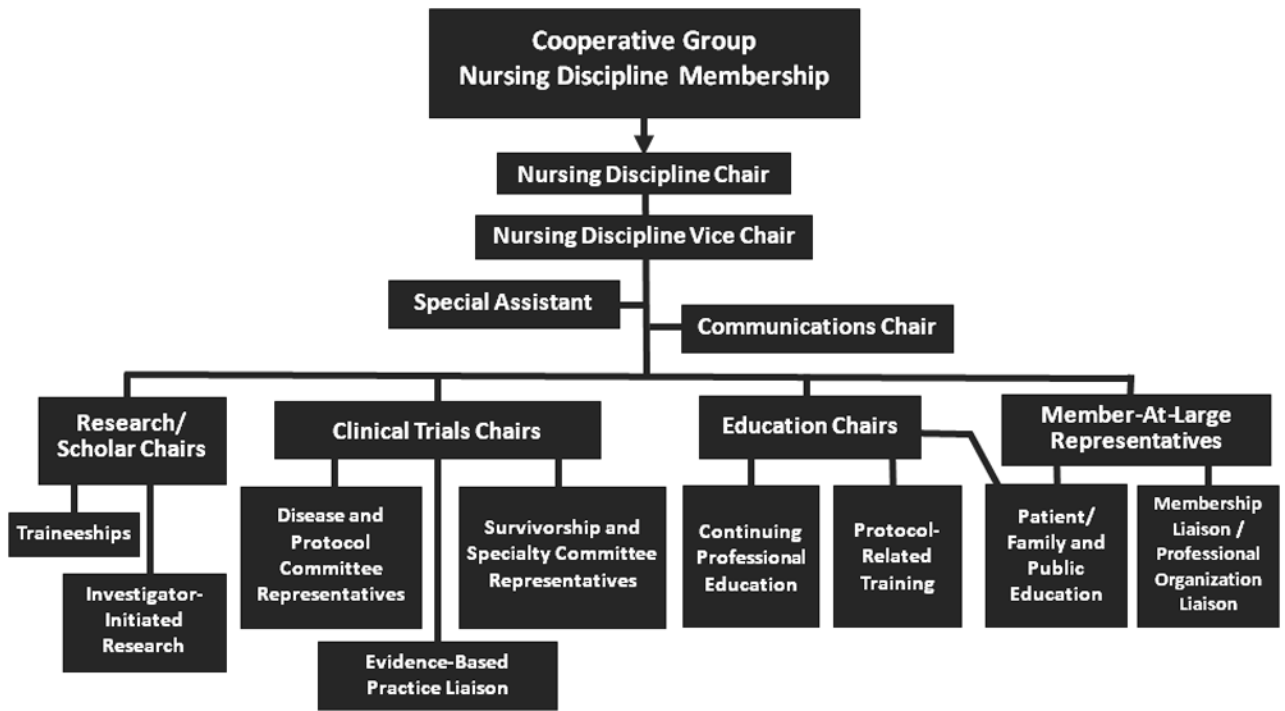 Cooperative Group
Nursing Discipline Membership
Nursing Discipline Chair
Nursing Discipline Vice Chair
Special Assistant
Communications Chair
Research/
Scholar Chairs
Clinical Trials Chairs
Education Chairs
Member-At-Large
Representatives
Traineeships
Investigator-
Initiated
Research
Disease and
Protocol
Committee
Representatives
Evidence-Based
Practice Liaison
Survivorship and
Specialty Committee
Representatives
Continuing
Professional
Education
Protocol-
Related
Training
Patient/
Family and
Public
Education
Membership
Liaison /
Professional
Organization
Liaison